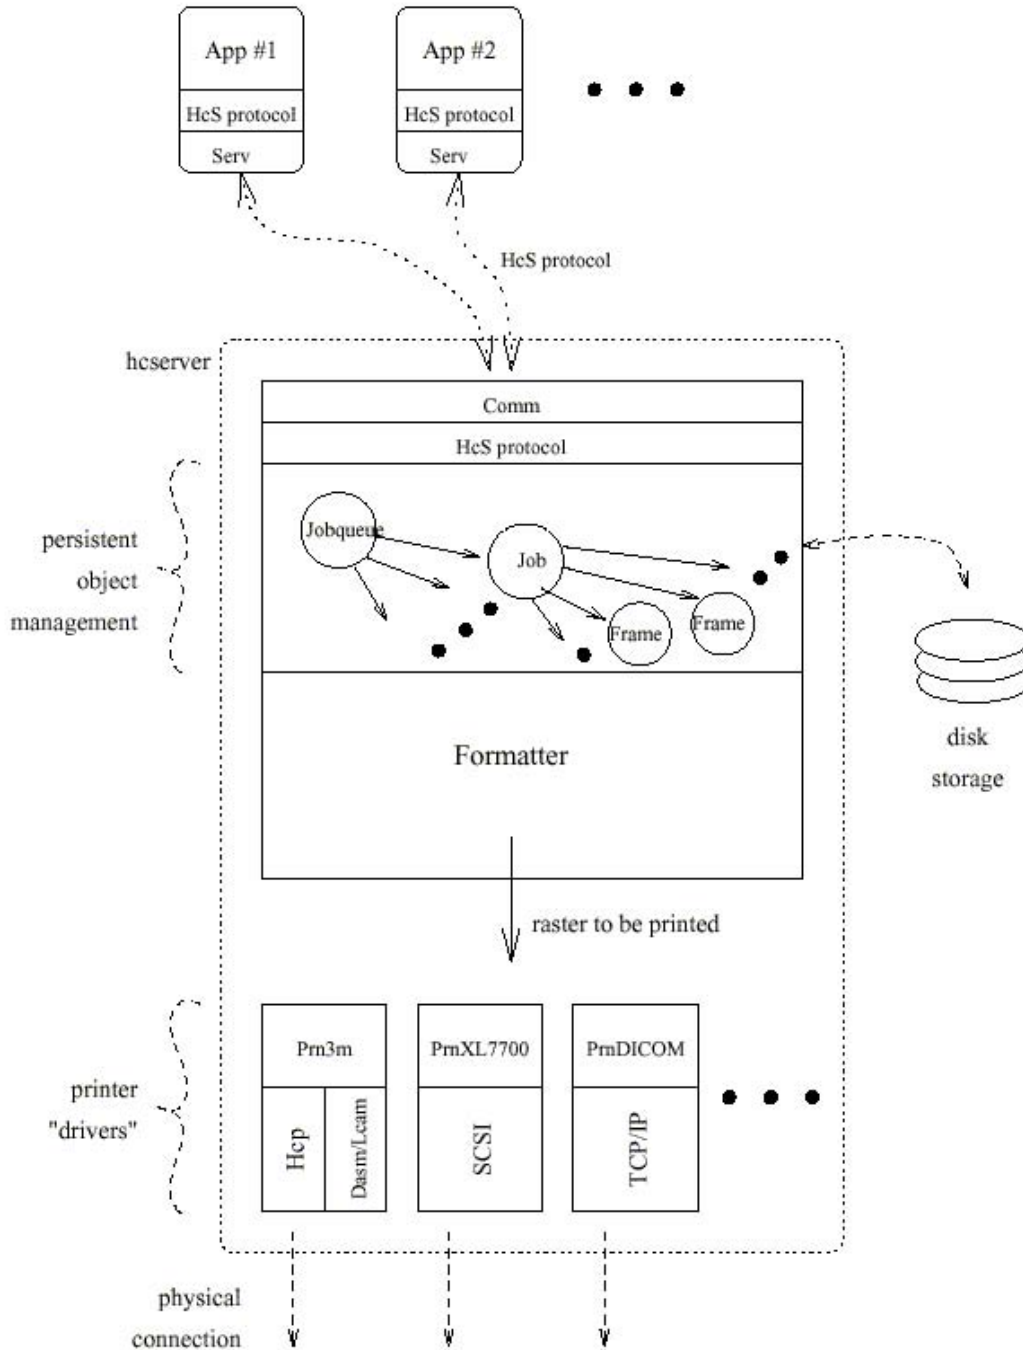 App #1
HcS protocol
Serv
App #2
HcS protocol
Serv
HcS protocol
hcserver
Comm
HcS protocol
persistent
object
management
Jobqueue
Job
Frame
Frame
disk
storage
Formatter
raster to be printed
printer
"drivers"
Prn3m
Hcp
Dasm/Lcam
PrnXL7700
SCSI
PrnDICOM
TCP/IP
physical
connection